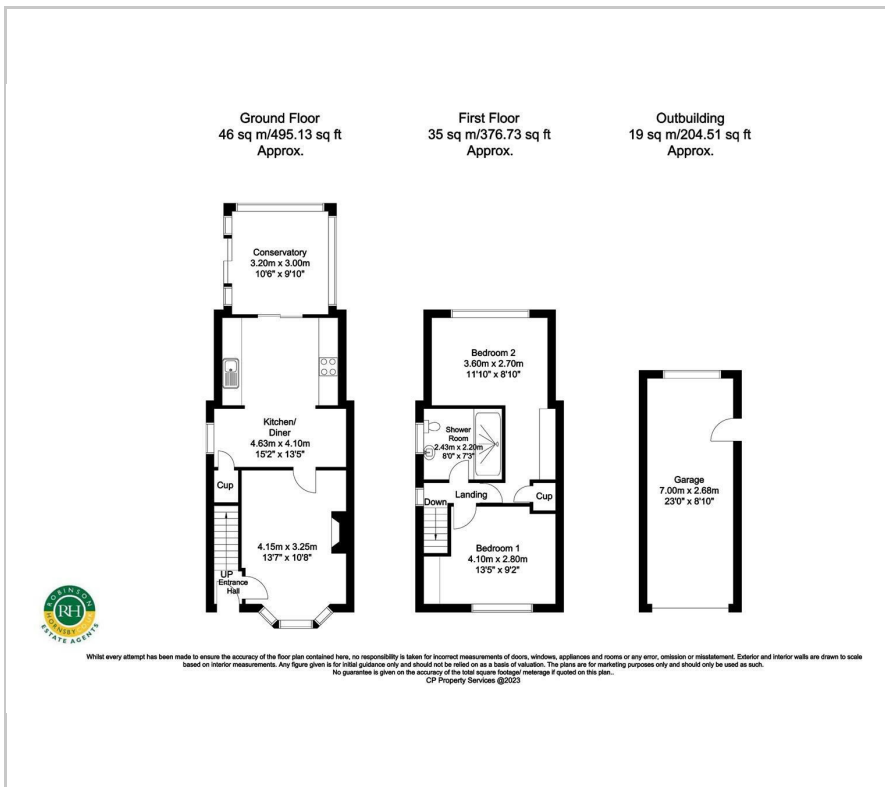 Ground Floor
46 sq m/495.13 sq ft
Approx.
First Floor
35 sq m/376.73 sq ft
Approx.
Outbuilding
19 sq m/204.51 sq ft
Approx.
Conservatory
3.20m x 3.00m
10'6" x 9'10"
Kitchen/
Diner
4.63m x 4.10m
15'2" x 13'5"
Cup
4.15m x 3.25m
13'7" x 10'8"
UP
Entrance
Hall
Bedroom 2
3.60m x 2.70m
11'10" x 8'10"
Shower
Room
2.43m x 2.20m
8'0" x 7'3"
Landing
Down
Cup
Bedroom 1
4.10m x 2.80m
13'5" x 9'2"
Garage
7.00m x 2.68m
23'0" x 8'10"
ROBINSON
RH
HORNSBY
ESTATE AGENTS
Whilst every attempt has been made to ensure the accuracy of the floor plan contained here, no responsibility is taken for incorrect measurements of doors, windows, appliances and rooms or any error, omission or misstatement. Exterior and interior walls are drawn to scale
based on interior measurements. Any figure given is for initial guidance only and should not be relied on as a basis of valuation. The plans are for marketing purposes only and should only be used as such.
No guarantee is given on the accuracy of the total square footage/ meterage if quoted on this plan..
CP Property Services @2023